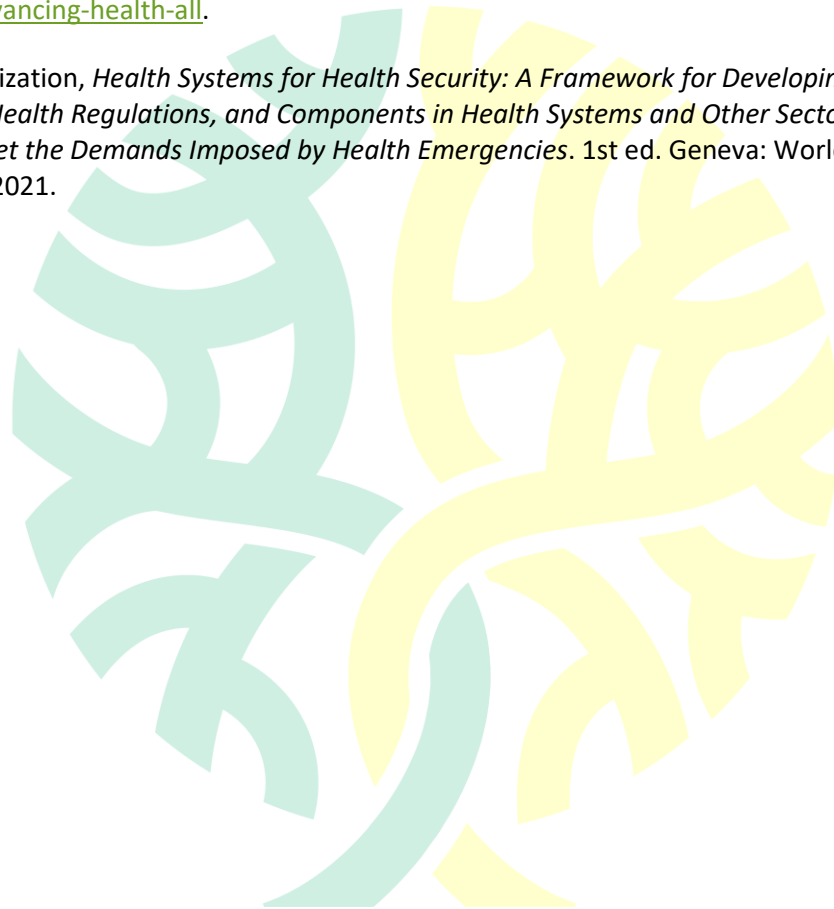 vancing-health-all.
ization, Health Systems for Health Security: A Framework for Developin
Health Regulations, and Components in Health Systems and Other Secto
et the Demands Imposed by Health Emergencies. 1st ed. Geneva: Worl
2021.